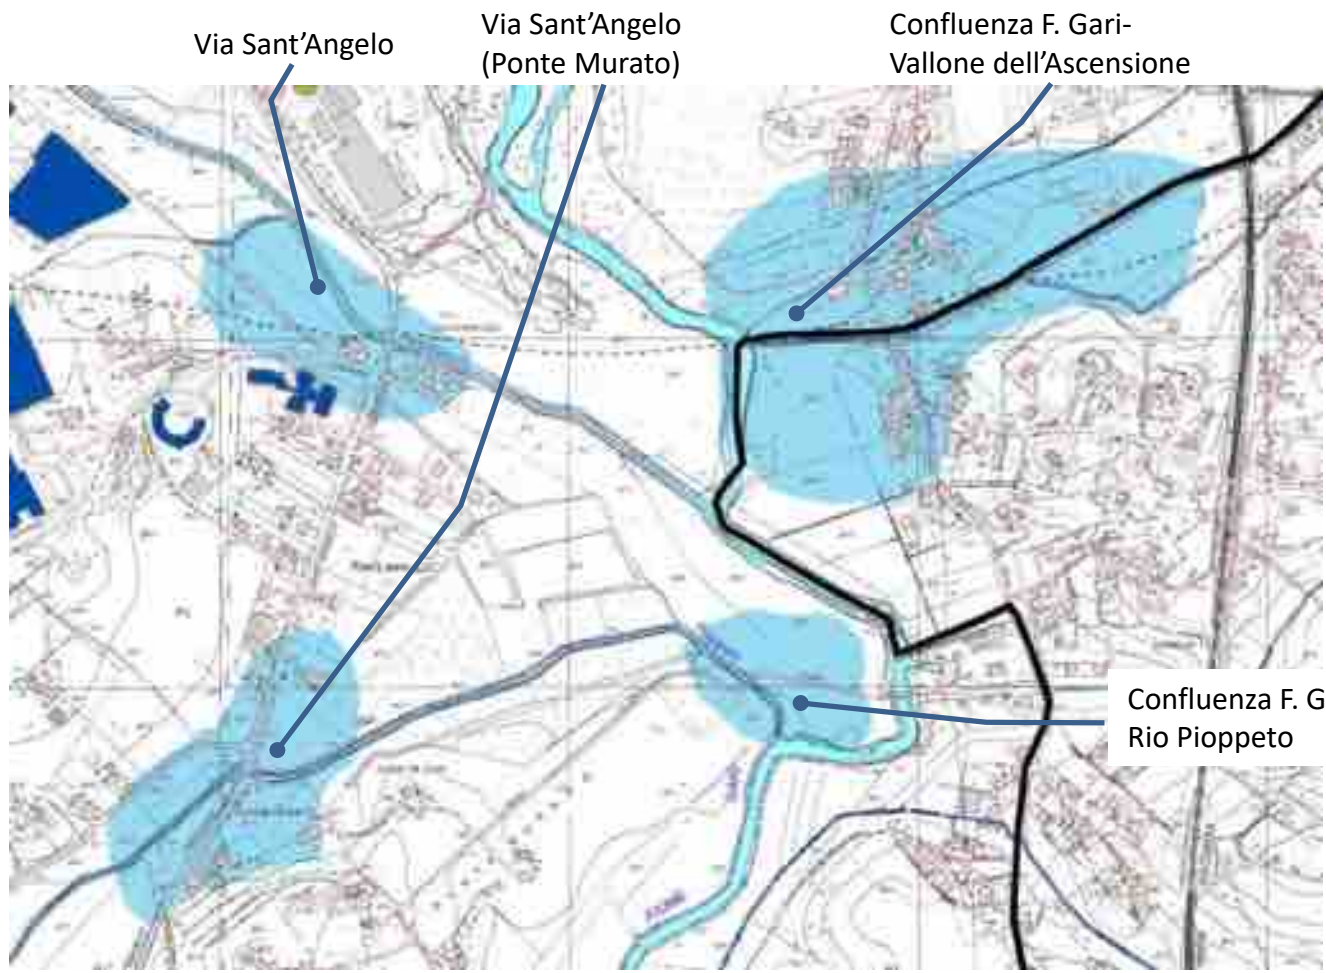 Via Sant’Angelo
Via Sant’Angelo
(Ponte Murato)
Confluenza F. Gari-
Vallone dell’Ascensione
Confluenza F. G
Rio Pioppeto